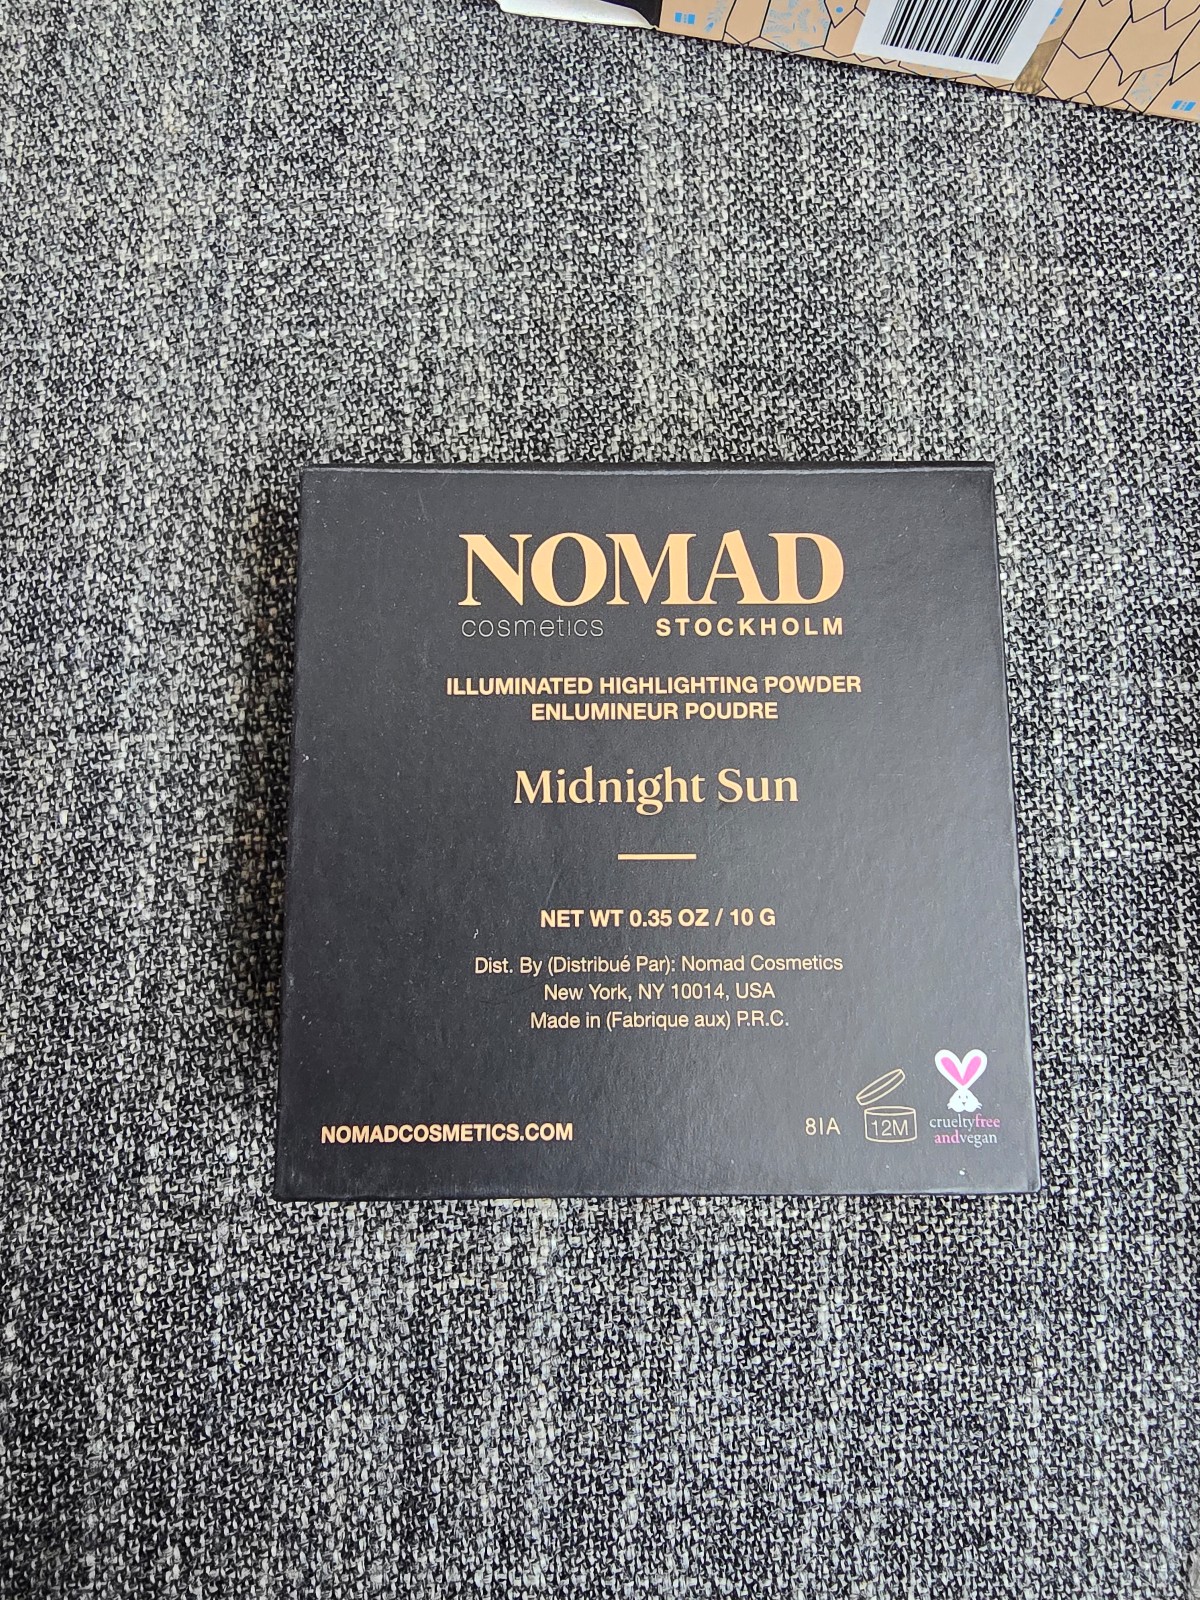 NOMAD
cosmetics STOCKHOLM
ILLUMINATED HIGHLIGHTING POWDER
ENLUMINEUR POUDRE
Midnight Sun
NET WT 0.35 OZ / 10 G
Dist. By (Distribué Par): Nomad Cosmetics
New York, NY 10014, USA
Made in (Fabrique aux) P.R.C.
NOMADCOSMETICS.COM
8IA
12M
crueltyfree
andvegan